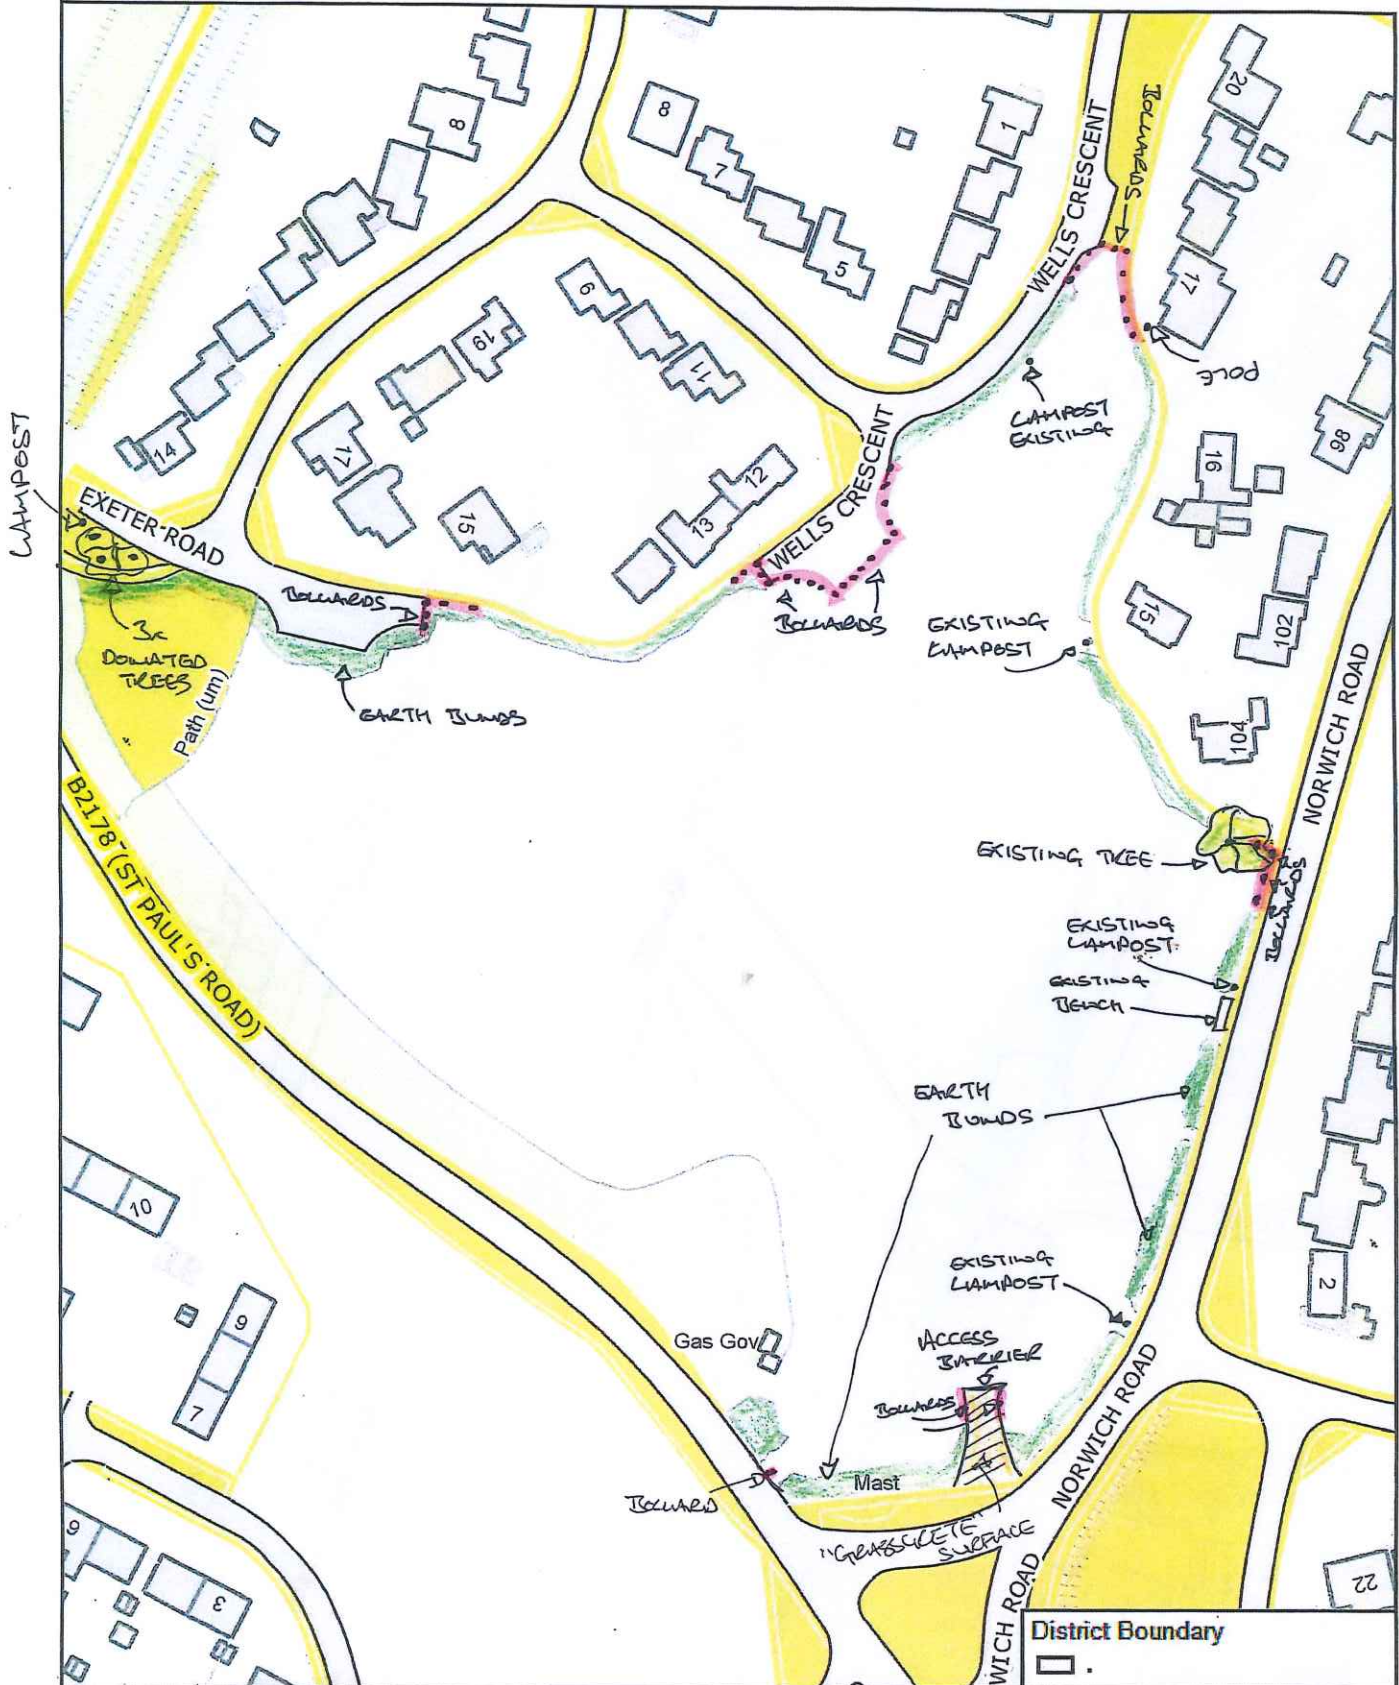 8
8
7
5
1
20
17
BOLLARDS
WELLS CRESCENT
POLE
98
6
19
11
LAMPOST
EXISTING
16
17
14
LAMPOST
EXETER ROAD
15
12
13
WELLS CRESCENT
WELLS CRESCENT
BOLLARDS
BOLLARDS
EXISTING
LAMPOST
15
102
3x
DONATED
TREES
Path (um)
EARTH BUNDS
104
NORWICH ROAD
B2178 (ST PAUL'S ROAD)
EXISTING TREE
BOLLARDS
EXISTING
LAMPOST
EXISTING
BENCH
EARTH
BUNDS
10
2
EXISTING
LAMPOST
9
7
Gas Gov
ACCESS
BARRIER
BOLLARDS
NORWICH ROAD
Mast
BOLLARD
"GRASSCRETE"
SURFACE
9
3
22
WICH ROAD
District Boundary
.